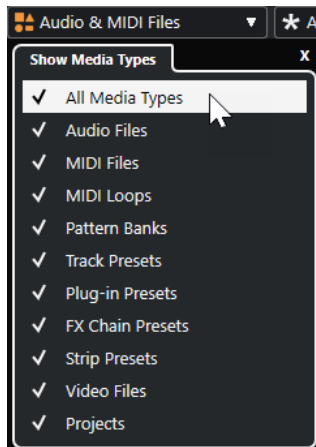 Audio & MIDI Files
A
Show Media Types
x
All Media Types
Audio Files
MIDI Files
MIDI Loops
Pattern Banks
Track Presets
Plug-in Presets
FX Chain Presets
Strip Presets
Video Files
Projects